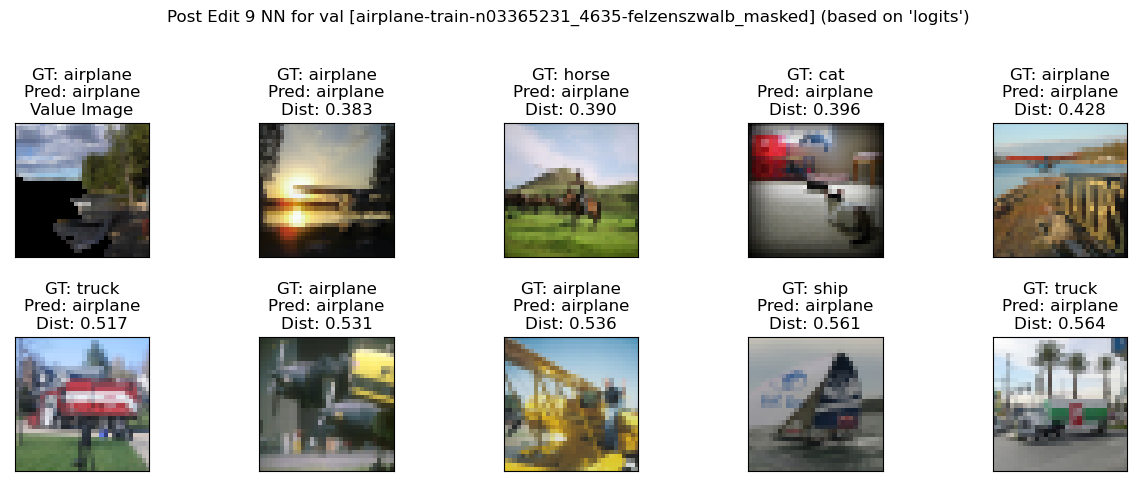 Post Edit 9 NN for val [airplane-train-n03365231_4635-felzenszwalb_masked] (based on 'logits')
GT: airplane
Pred: airplane
Value Image
GT: airplane
Pred: airplane
Dist: 0.383
GT: horse
Pred: airplane
Dist: 0.390
GT: cat
Pred: airplane
Dist: 0.396
GT: airplane
Pred: airplane
Dist: 0.428
GT: truck
Pred: airplane
Dist: 0.517
GT: airplane
Pred: airplane
Dist: 0.531
GT: airplane
Pred: airplane
Dist: 0.536
GT: ship
Pred: airplane
Dist: 0.561
GT: truck
Pred: airplane
Dist: 0.564